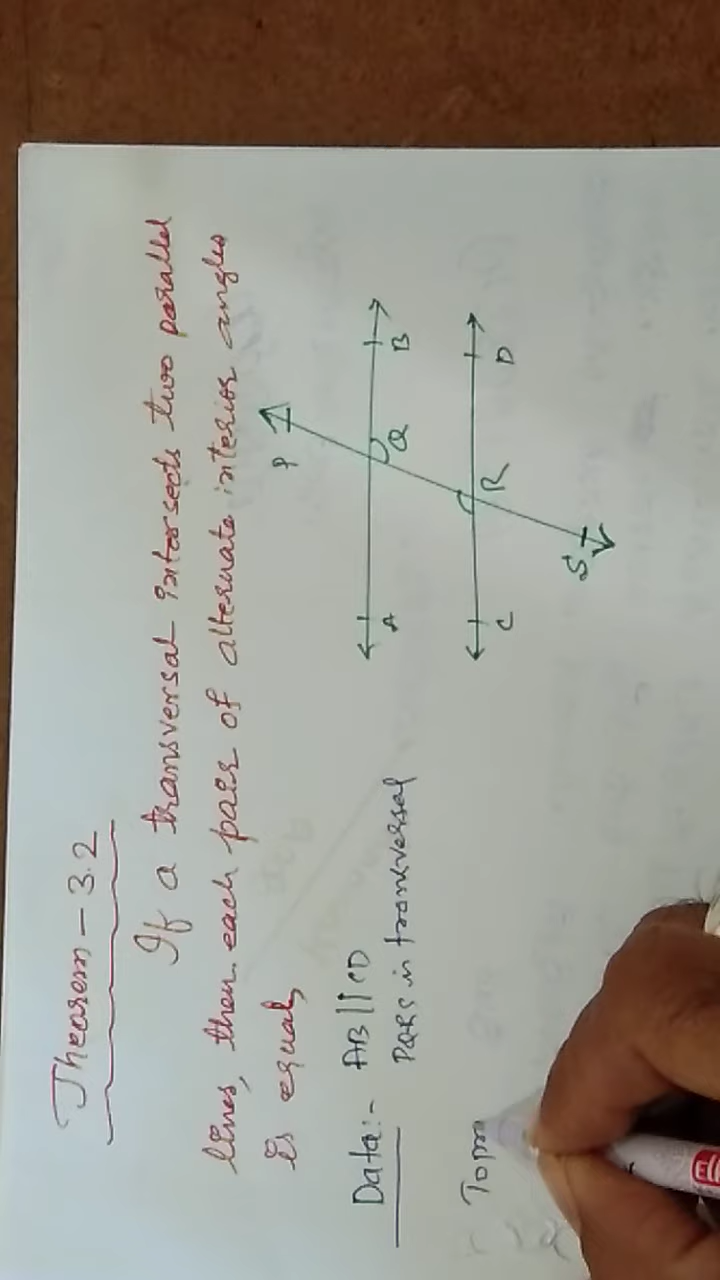 Theorem - 3.2
If a transversal intersects two parallel
lines, then each pair of alternate interior angles
is equal,
Data:- AB||CD
PQRS is transversal
Topr
P
A
Q
B
C
R
D
S